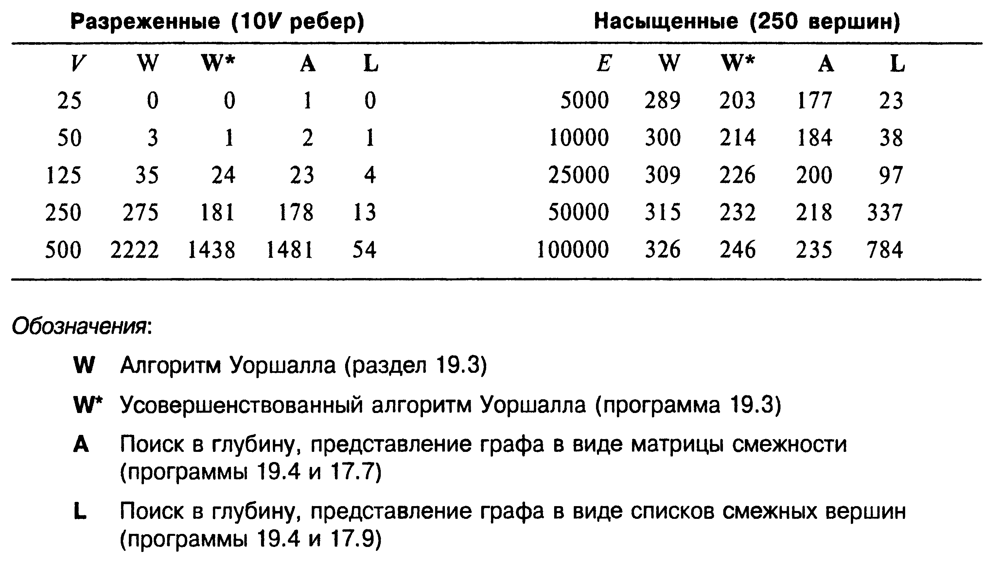 Разреженные (10V ребер) Насыщенные (250 вершин)
V W W* A L E W W* A L
25 0 0 1 0 5000 289 203 177 23
50 3 1 2 1 10000 300 214 184 38
125 35 24 23 4 25000 309 226 200 97
250 275 181 178 13 50000 315 232 218 337
500 2222 1438 1481 54 100000 326 246 235 784
Обозначения:
W Алгоритм Уоршалла (раздел 19.3)
W* Усовершенствованный алгоритм Уоршалла (программа 19.3)
A Поиск в глубину, представление графа в виде матрицы смежности
(программы 19.4 и 17.7)
L Поиск в глубину, представление графа в виде списков смежных вершин
(программы 19.4 и 17.9)